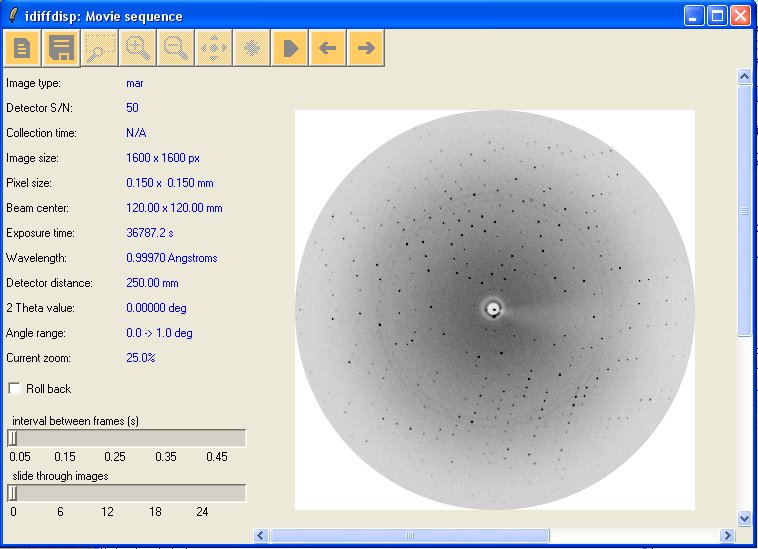 idiffdisp: Movie sequence
Image type: mar
Detector S/N: 50
Collection time: N/A
Image size: 1600 x 1600 px
Pixel size: 0.150 x 0.150 mm
Beam center: 120.00 x 120.00 mm
Exposure time: 36787.2 s
Wavelength: 0.99970 Angstroms
Detector distance: 250.00 mm
2 Theta value: 0.00000 deg
Angle range: 0.0 -> 1.0 deg
Current zoom: 25.0%
Roll back
interval between frames (s)
0.05 0.15 0.25 0.35 0.45
slide through images
0 6 12 18 24